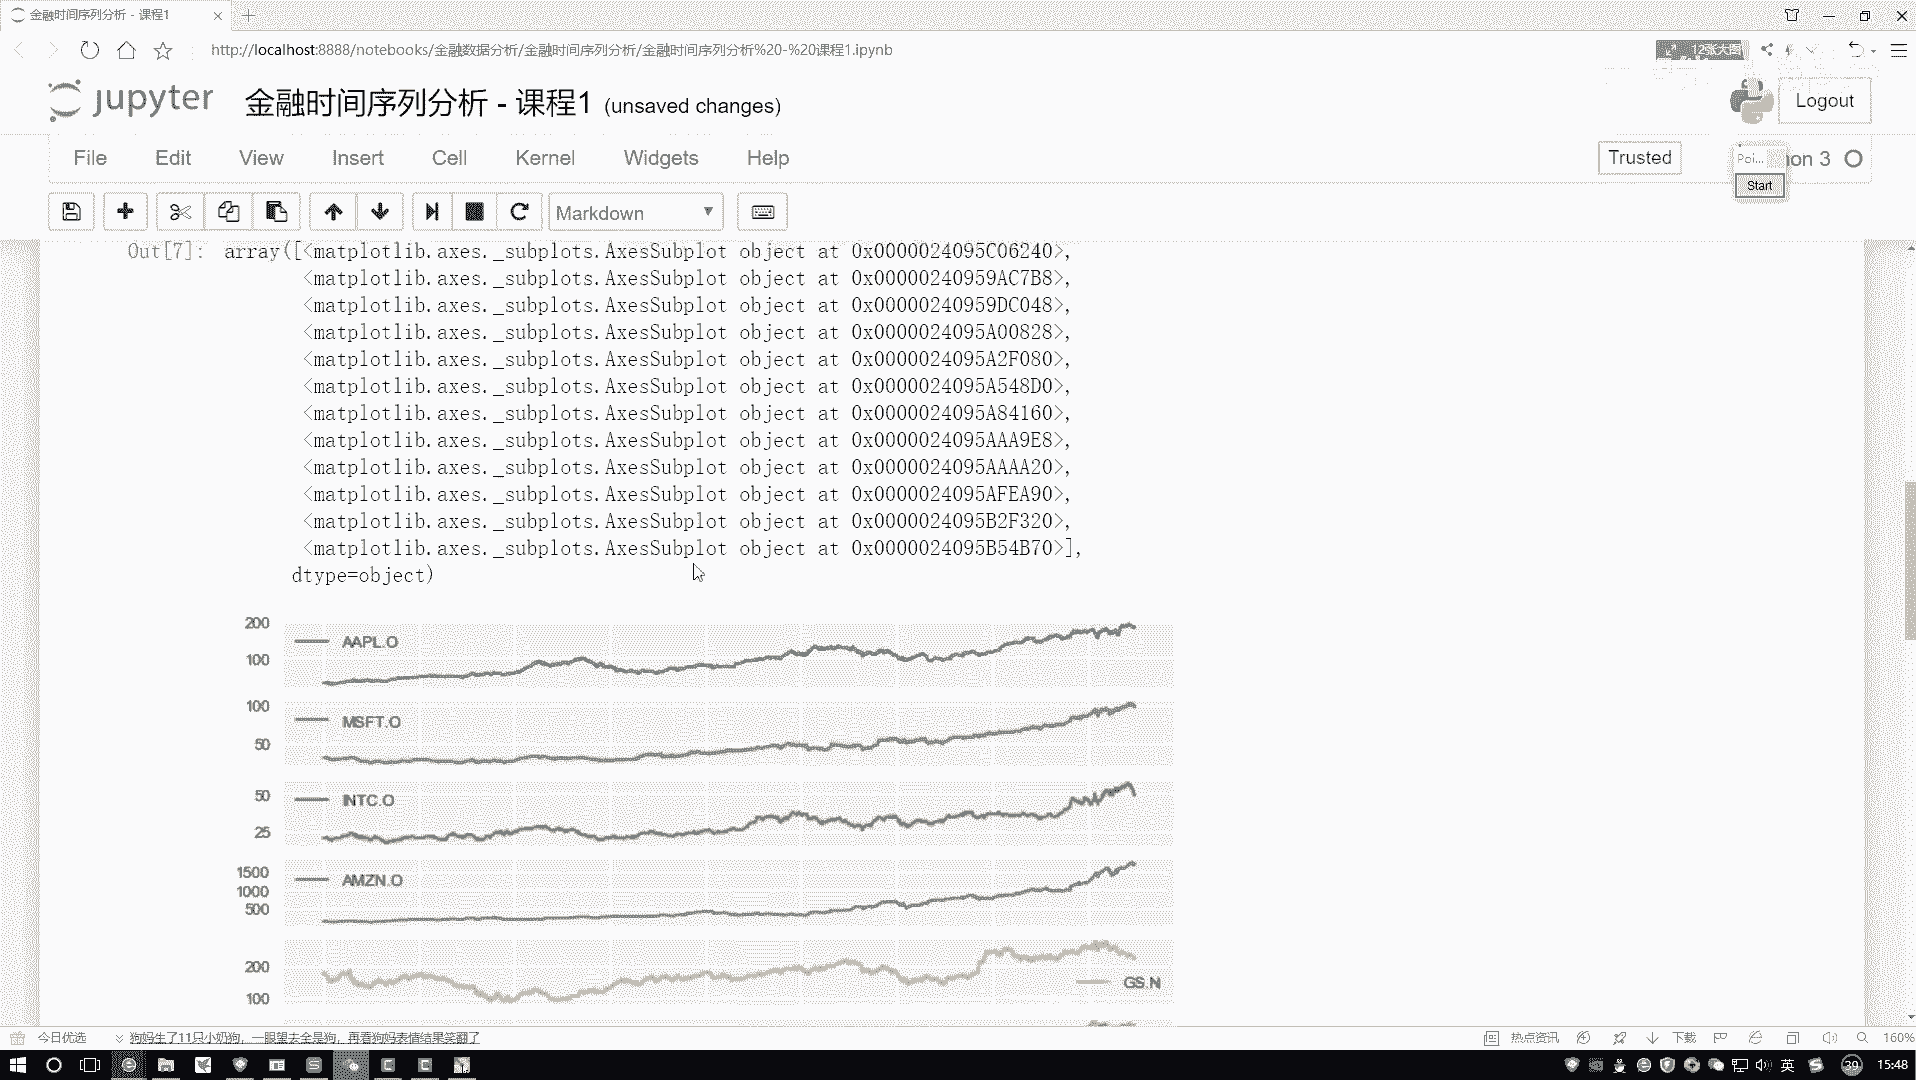 金融时间序列分析 - 课程1
http://localhost:8888/notebooks/金融数据分析/金融时间序列分析/金融时间序列分析%20-%20课程1.ipynb
12张大图
jupyter
金融时间序列分析 - 课程1 (unsaved changes)
Logout
File Edit View Insert Cell Kernel Widgets Help
Trusted
Poi... on 3
Start
Markdown
Out[7]: array([<matplotlib.axes._subplots.AxesSubplot object at 0x0000024095C06240>,
<matplotlib.axes._subplots.AxesSubplot object at 0x00000240959AC7B8>,
<matplotlib.axes._subplots.AxesSubplot object at 0x00000240959DC048>,
<matplotlib.axes._subplots.AxesSubplot object at 0x0000024095A00828>,
<matplotlib.axes._subplots.AxesSubplot object at 0x0000024095A2F080>,
<matplotlib.axes._subplots.AxesSubplot object at 0x0000024095A548D0>,
<matplotlib.axes._subplots.AxesSubplot object at 0x0000024095A84160>,
<matplotlib.axes._subplots.AxesSubplot object at 0x0000024095AAA9E8>,
<matplotlib.axes._subplots.AxesSubplot object at 0x0000024095AAAA20>,
<matplotlib.axes._subplots.AxesSubplot object at 0x0000024095AFEA90>,
<matplotlib.axes._subplots.AxesSubplot object at 0x0000024095B2F320>,
<matplotlib.axes._subplots.AxesSubplot object at 0x0000024095B54B70>],
dtype=object)
200
AAPL.O
100
100
MSFT.O
50
50
INTC.O
25
1500
AMZN.O
1000
500
200
GS.N
100
今日优选 狗妈生了11只小奶狗，一眼望去全是狗，再看狗妈表情结果笑翻了
热点资讯 下载 160%
英 39 15:48